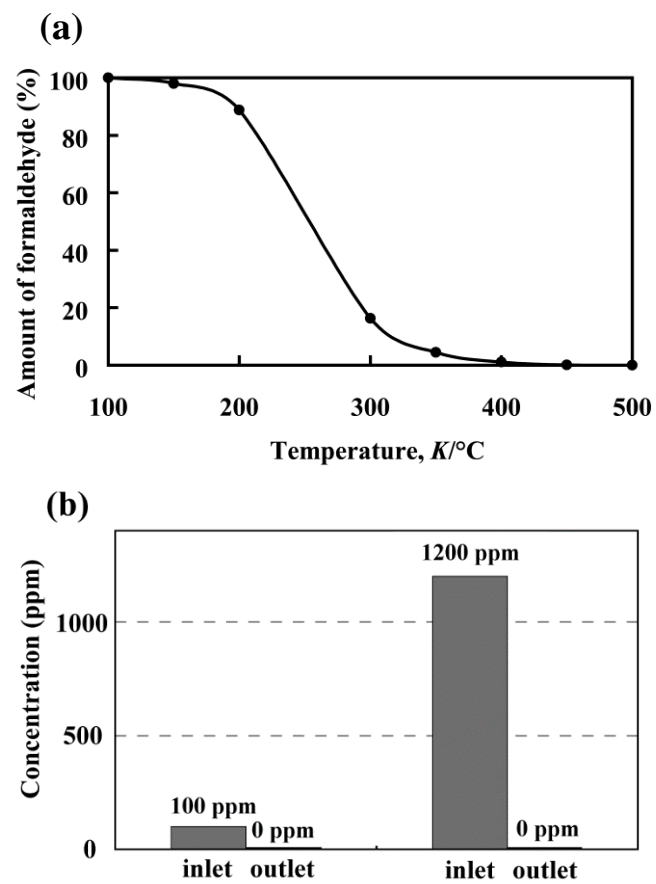 (a)
Amount of formaldehyde (%)
100
80
60
40
20
0
100 200 300 400 500
Temperature, K/°C
(b)
Concentration (ppm)
1000
500
0
100 ppm
0 ppm
1200 ppm
0 ppm
inlet outlet inlet outlet